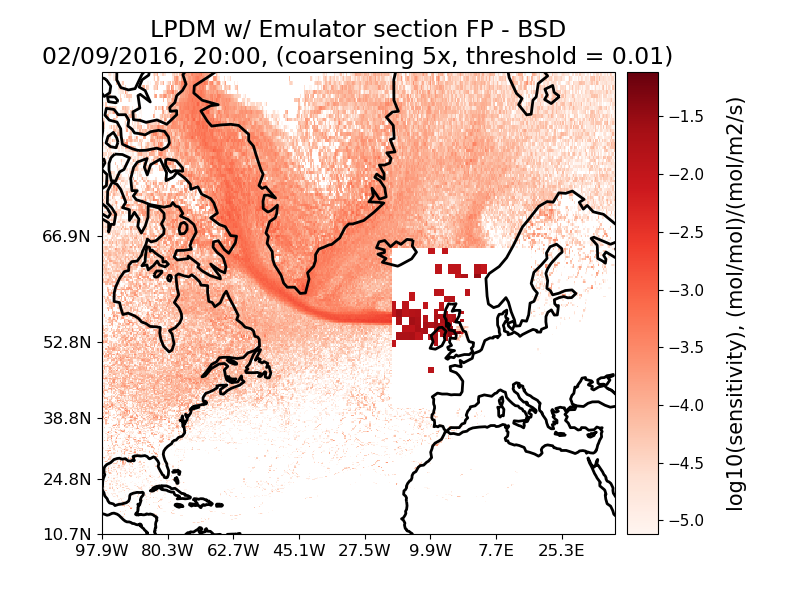 LPDM w/ Emulator section FP - BSD
02/09/2016, 20:00, (coarsening 5x, threshold = 0.01)
66.9N
52.8N
38.8N
24.8N
10.7N
97.9W 80.3W 62.7W 45.1W 27.5W 9.9W 7.7E 25.3E
−1.5
−2.0
−2.5
−3.0
−3.5
−4.0
−4.5
−5.0
log10(sensitivity), (mol/mol)/(mol/m2/s)